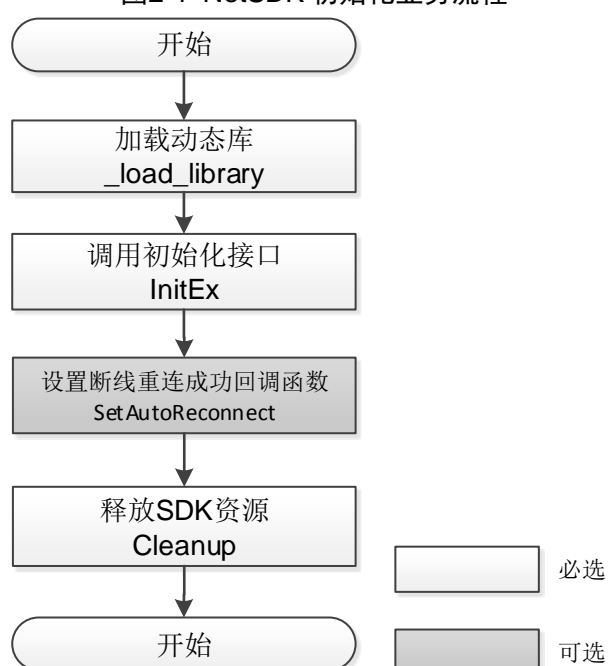 开始
加载动态库
_load_library
调用初始化接口
InitEx
设置断线重连成功回调函数
SetAutoReconnect
释放SDK资源
Cleanup
开始
必选
可选